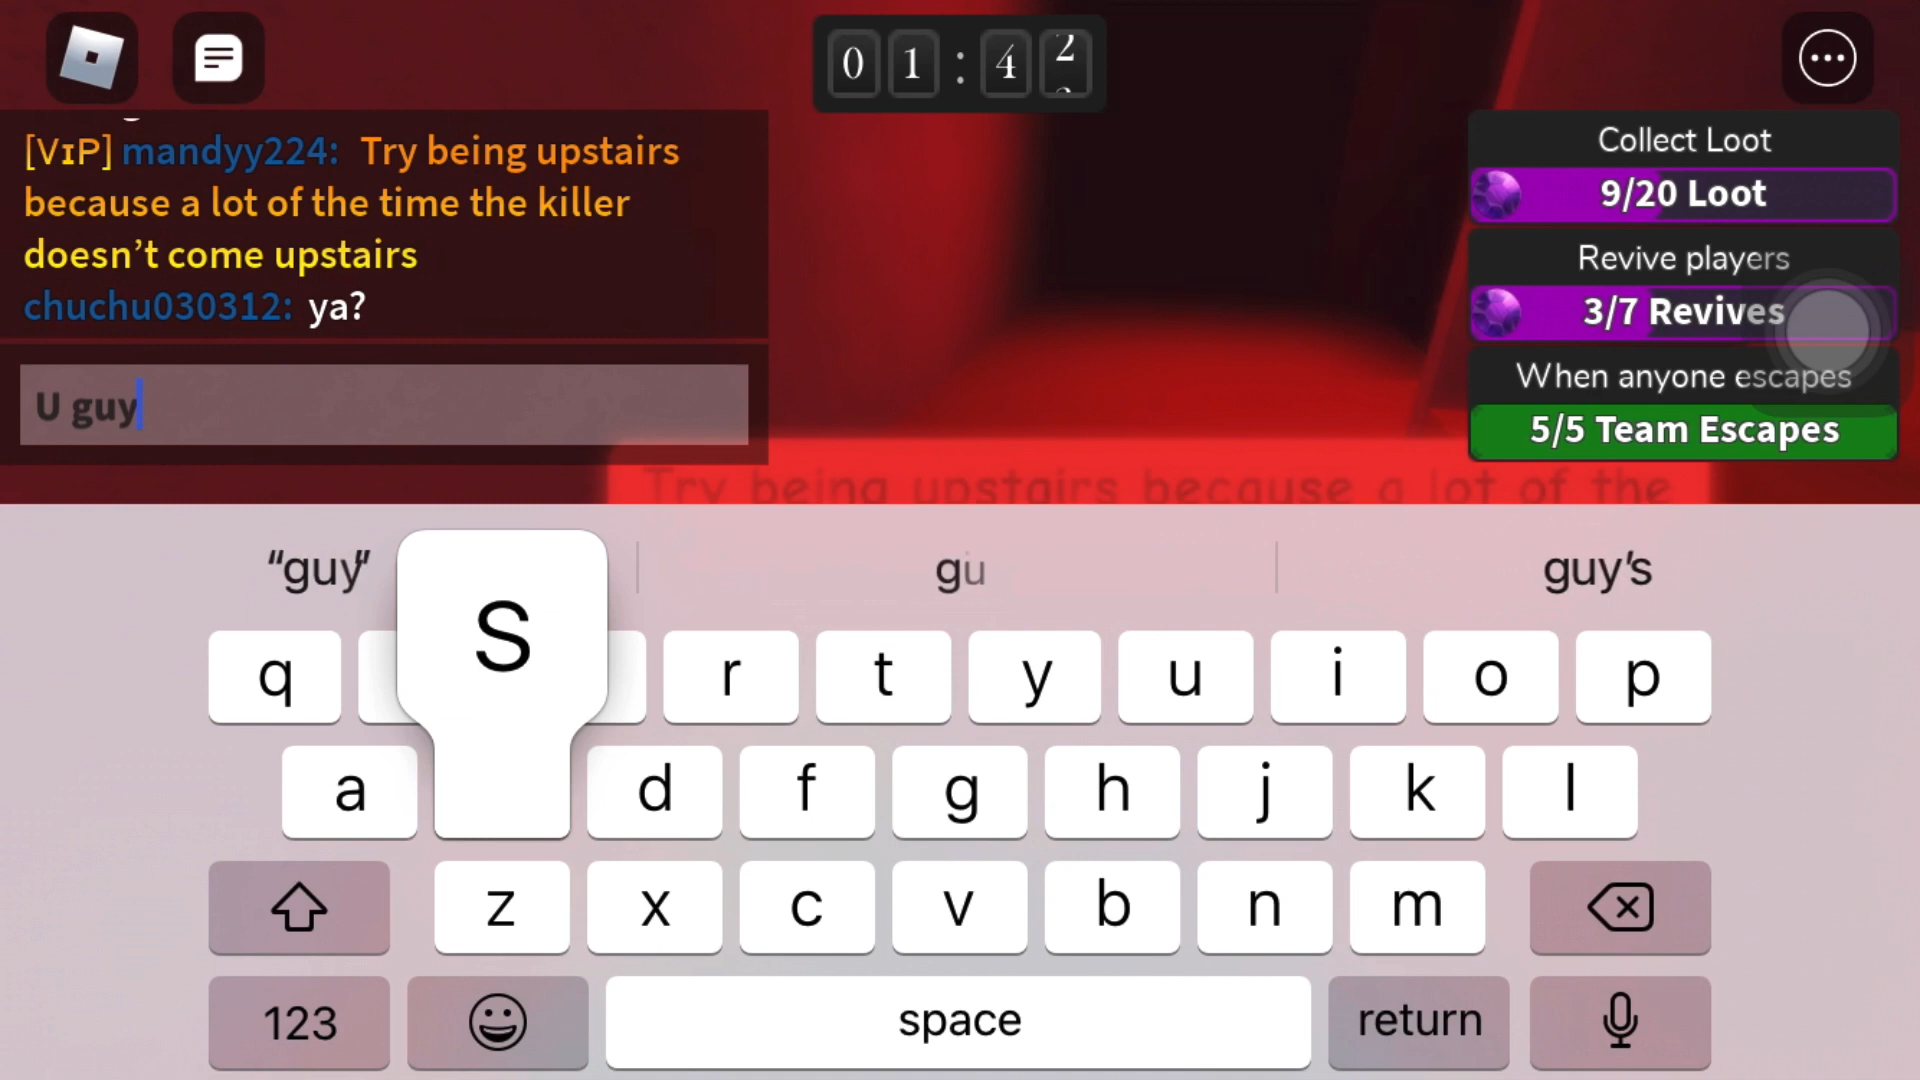 01:42
[VIP] mandyy224: Try being upstairs
because a lot of the time the killer
doesn’t come upstairs
chuchu030312: ya?
U guy
Collect Loot
9/20 Loot
Revive players
3/7 Revives
When anyone escapes
5/5 Team Escapes
Try being upstairs because a lot of the
“guy” gu guy’s
S
q r t y u i o p
a d f g h j k l
z x c v b n m
123 space return